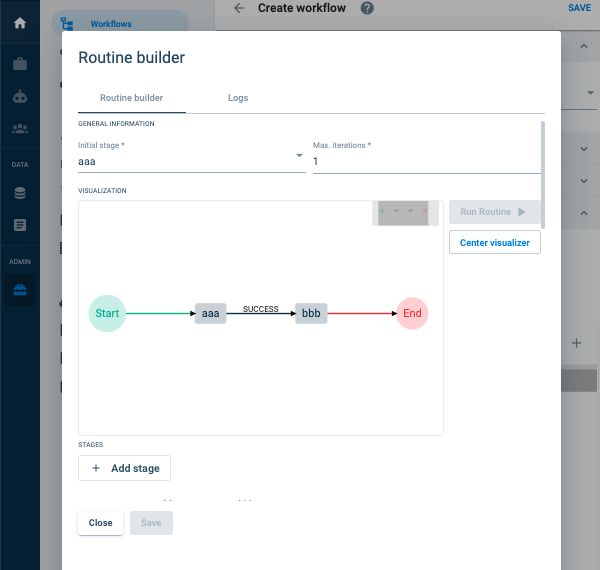 Workflows
Create workflow
?
SAVE
Routine builder
Routine builder
Logs
GENERAL INFORMATION
Initial stage *
aaa
Max. iterations *
1
DATA
VISUALIZATION
Run Routine
Center visualizer
ADMIN
Start
aaa
SUCCESS
bbb
End
STAGES
+ Add stage
Close
Save